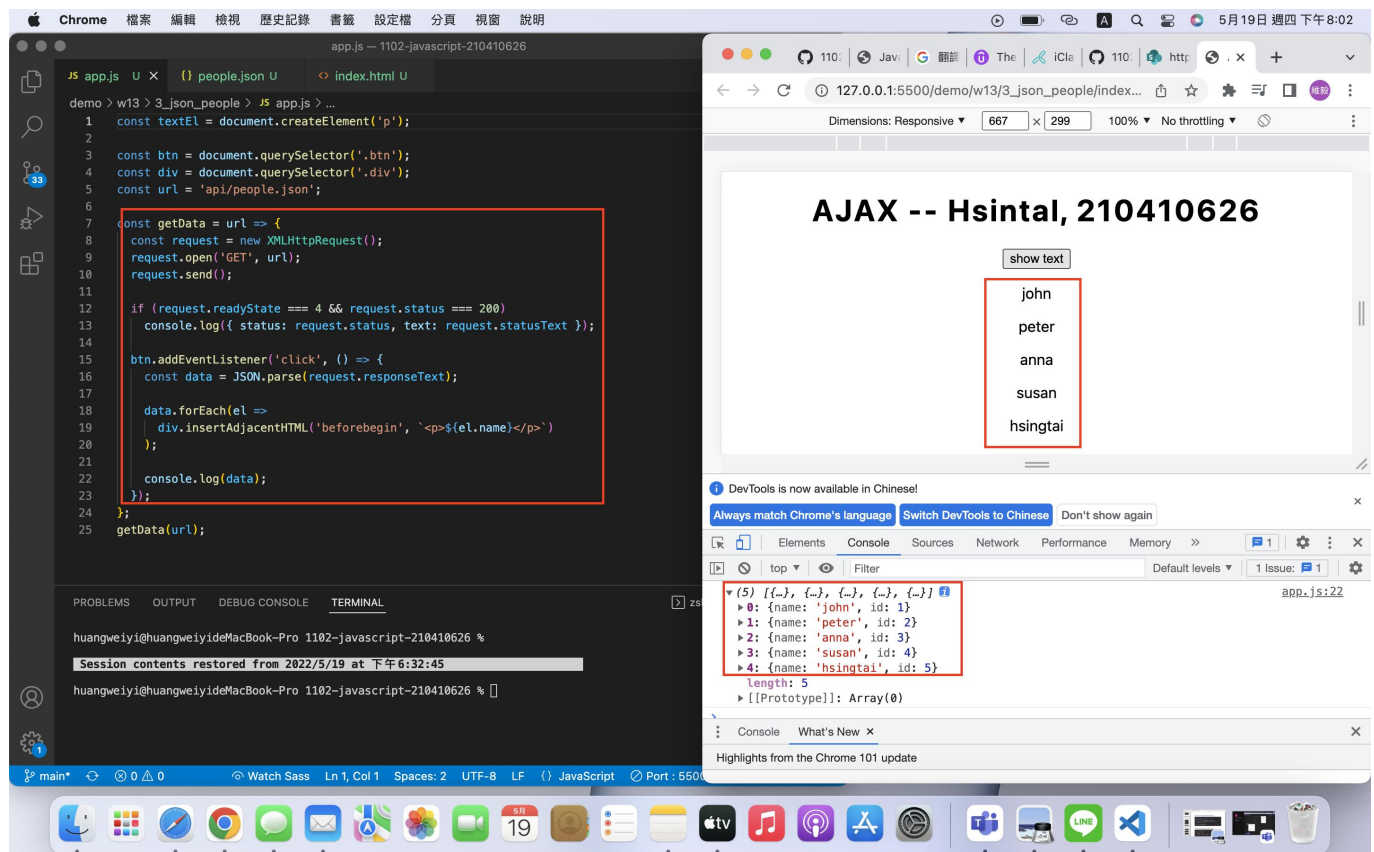 Chrome 檔案 編輯 檢視 歷史記錄 書籤 設定檔 分頁 視窗 說明
A
5月19日 週四 下午8:02
app.js — 1102-javascript-210410626
JS app.js U ×
{} people.json U
<> index.html U
demo > w13 > 3_json_people > JS app.js > ...
1 const textEl = document.createElement('p');
2
3 const btn = document.querySelector('.btn');
4 const div = document.querySelector('.div');
5 const url = 'api/people.json';
6
7 const getData = url => {
8 const request = new XMLHttpRequest();
9 request.open('GET', url);
10 request.send();
11
12 if (request.readyState === 4 && request.status === 200)
13 console.log({ status: request.status, text: request.statusText });
14
15 btn.addEventListener('click', () => {
16 const data = JSON.parse(request.responseText);
17
18 data.forEach(el =>
19 div.insertAdjacentHTML('beforebegin', `<p>${el.name}</p>`)
20 );
21
22 console.log(data);
23 });
24 };
25 getData(url);
33
1
PROBLEMS OUTPUT DEBUG CONSOLE TERMINAL
huangweiyi@huangweiyideMacBook-Pro 1102-javascript-210410626 %
Session contents restored from 2022/5/19 at 下午6:32:45
huangweiyi@huangweiyideMacBook-Pro 1102-javascript-210410626 %
main* 0 0 Watch Sass Ln 1, Col 1 Spaces: 2 UTF-8 LF {} JavaScript Port : 5500
110 Java The iCla 110 http
127.0.0.1:5500/demo/w13/3_json_people/index...
Dimensions: Responsive ▼ 667 × 299 100% ▼ No throttling ▼
AJAX -- Hsintal, 210410626
show text
john
peter
anna
susan
hsingtai
DevTools is now available in Chinese!
Always match Chrome's language Switch DevTools to Chinese Don't show again
Elements Console Sources Network Performance Memory » 1
top ▼ Filter Default levels ▼ 1 Issue: 1
(5) [{…}, {…}, {…}, {…}, {…}] app.js:22
0: {name: 'john', id: 1}
1: {name: 'peter', id: 2}
2: {name: 'anna', id: 3}
3: {name: 'susan', id: 4}
4: {name: 'hsingtai', id: 5}
length: 5
[[Prototype]]: Array(0)
Console What's New ×
Highlights from the Chrome 101 update
5月
19
tv
LINE